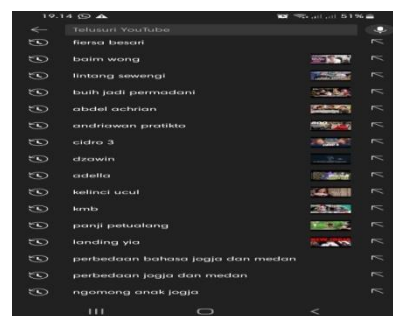 19.14
51%
Telusuri YouTube
fiersa besari
baim wong
lintang sewengi
buih jadi permadani
abdel achrian
andriawan pratikto
cidro 3
dzawin
adella
kelinci ucul
kmb
panji petualang
landing yia
perbedaan bahasa jogja dan medan
perbedaan jogja dan medan
ngomong anak jogja